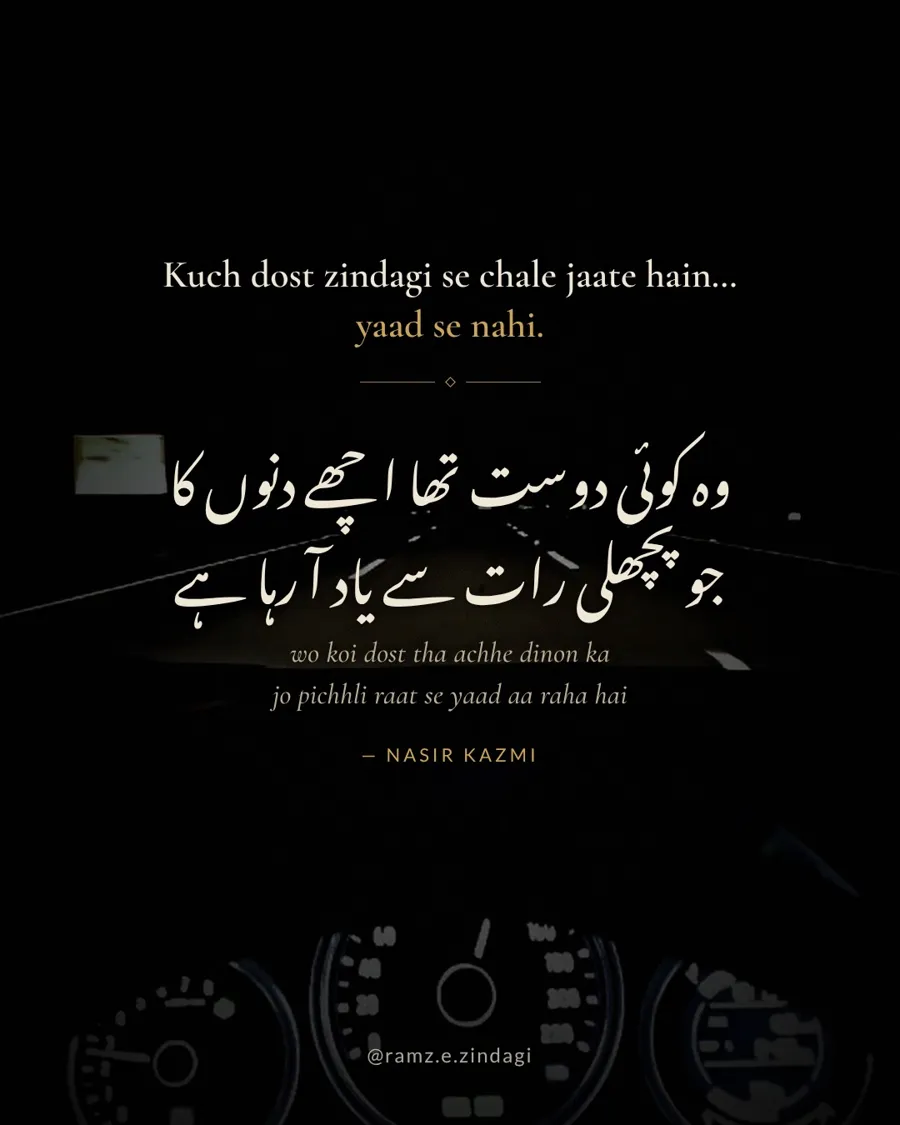 Kuch dost zindagi se chale jaate hain...
yaad se nahi.
وہ کوئی دوست تھا اچھے دنوں کا
جو پچھلی رات سے یاد آ رہا ہے
wo koi dost tha achhe dinon ka
jo pichhli raat se yaad aa raha hai
— NASIR KAZMI
@ramz.e.zindagi